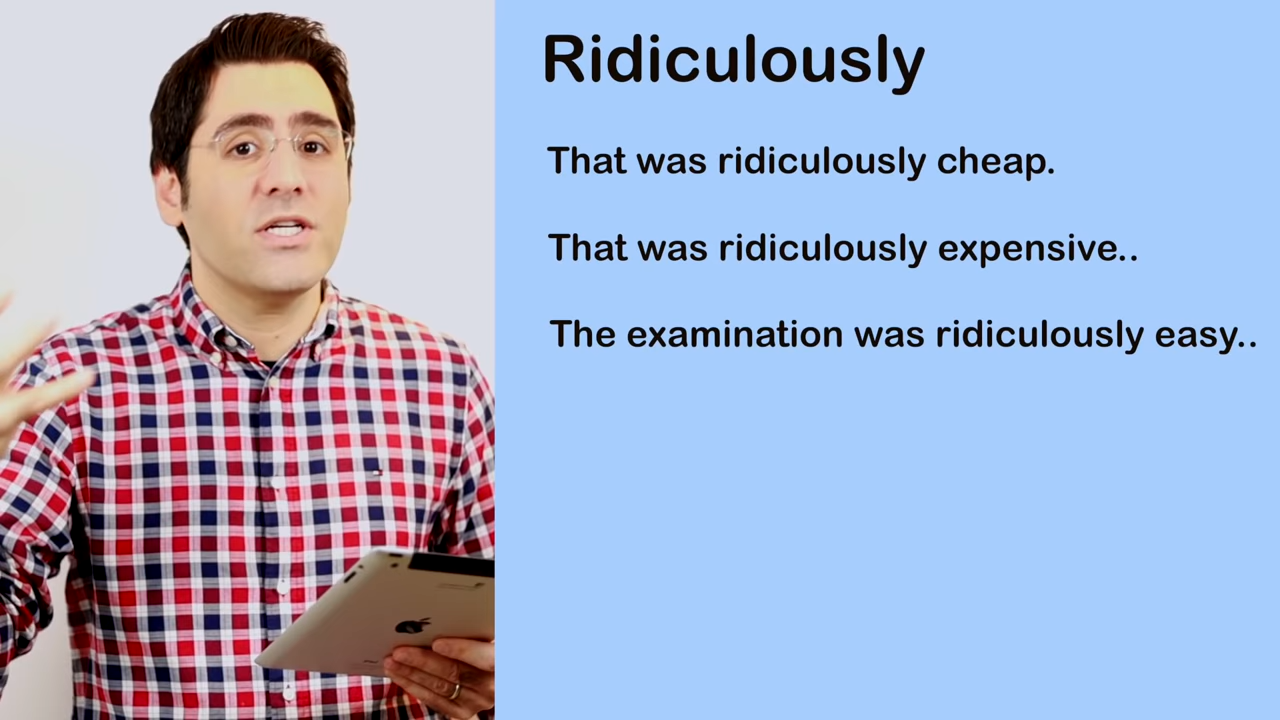 Ridiculously
That was ridiculously cheap.
That was ridiculously expensive..
The examination was ridiculously easy..